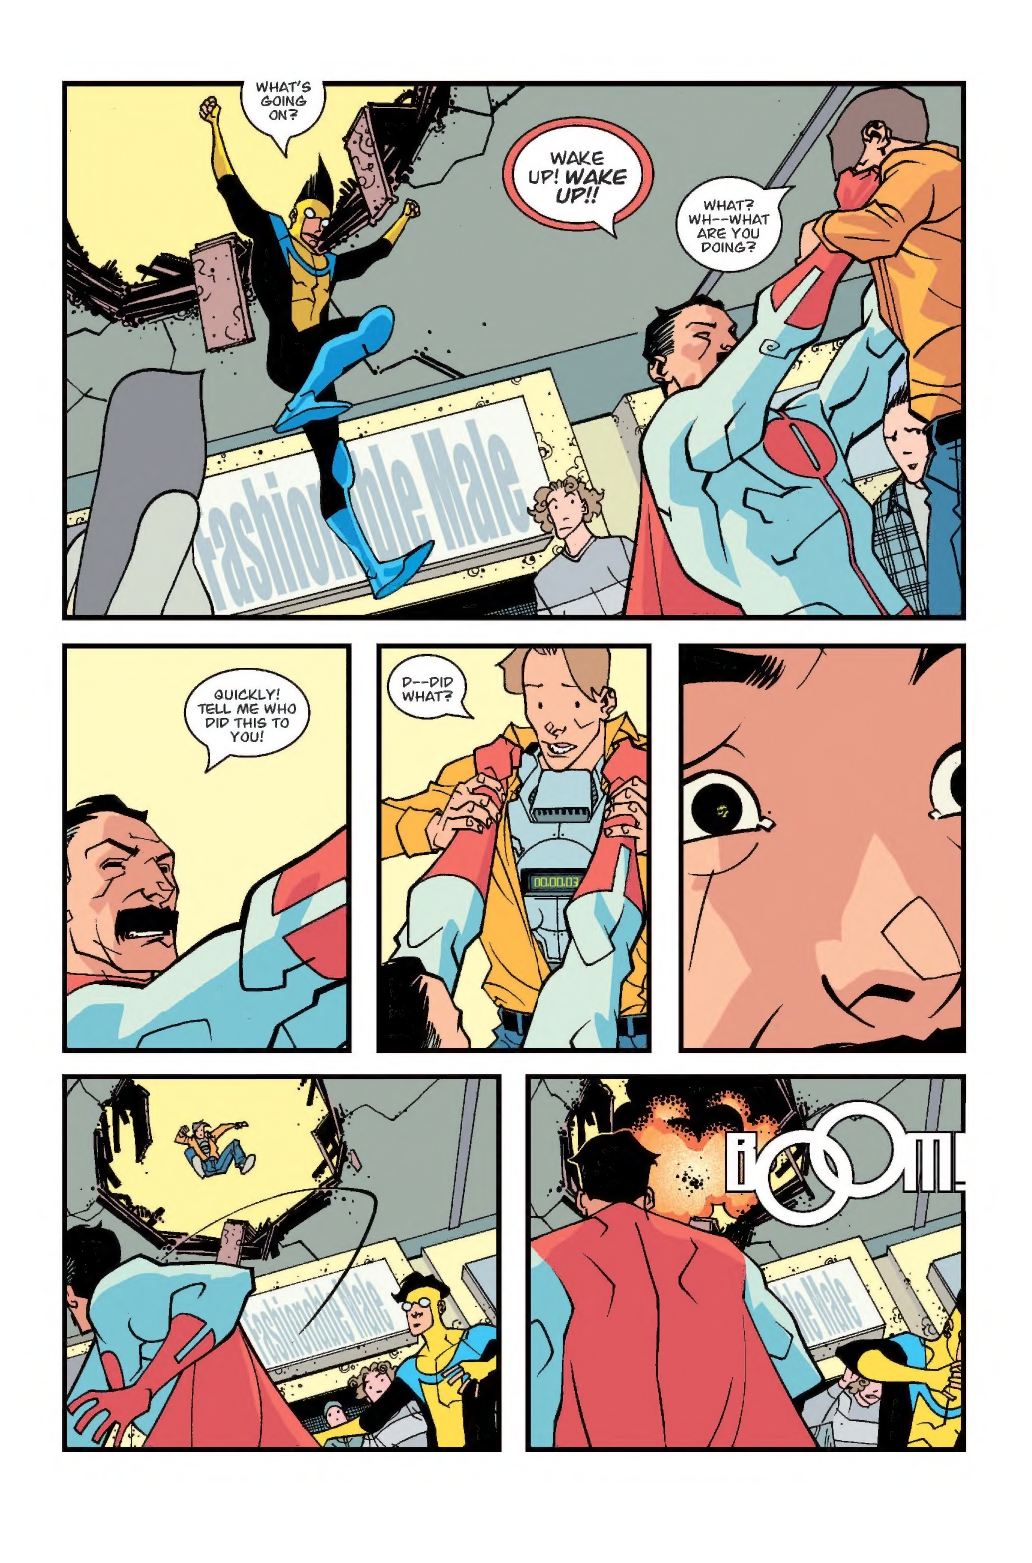 WHAT'S
GOING
ON?
WAKE
UP! WAKE
UP!!
WHAT?
WH--WHAT
ARE YOU
DOING?
Fashionable Male
QUICKLY!
TELL ME WHO
DID THIS TO
YOU!
D--DID
WHAT?
00:00:03
Fashionable Male
BOOM!
Male